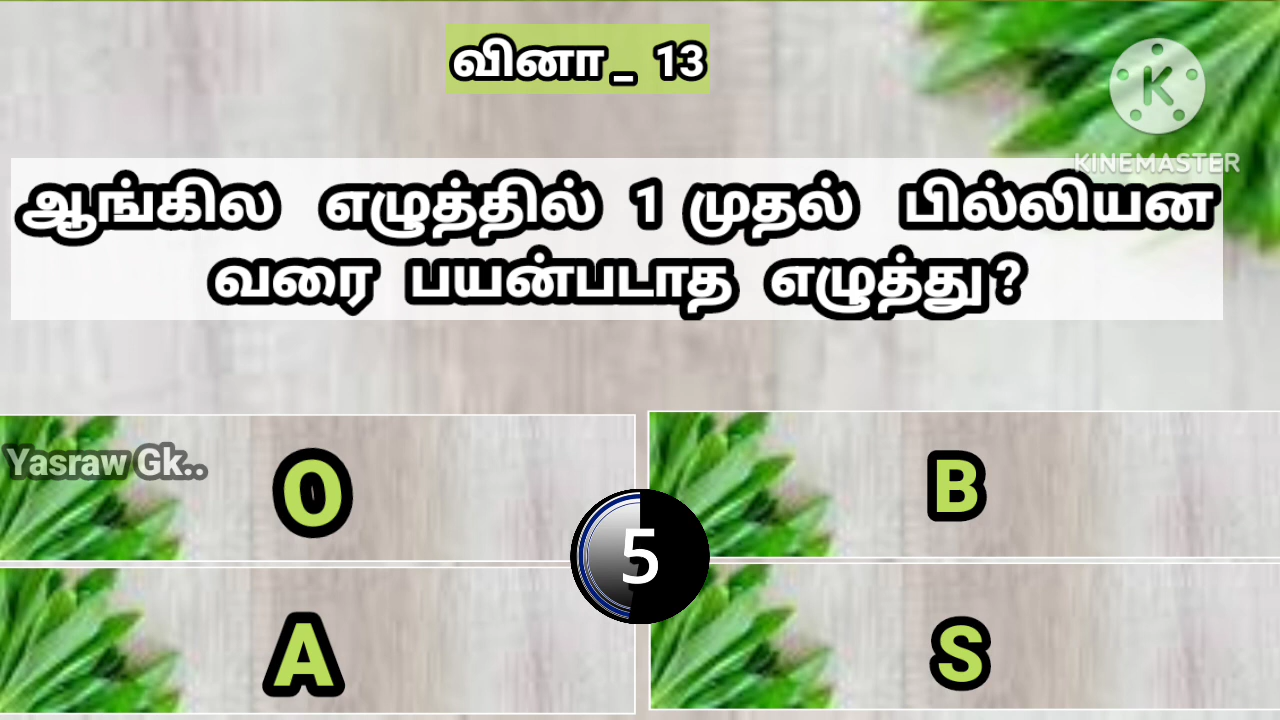 வினா_ 13
KINEMASTER
ஆங்கில எழுத்தில் 1 முதல் பில்லியன
வரை பயன்படாத எழுத்து?
Yasraw Gk..
O
B
5
A
S